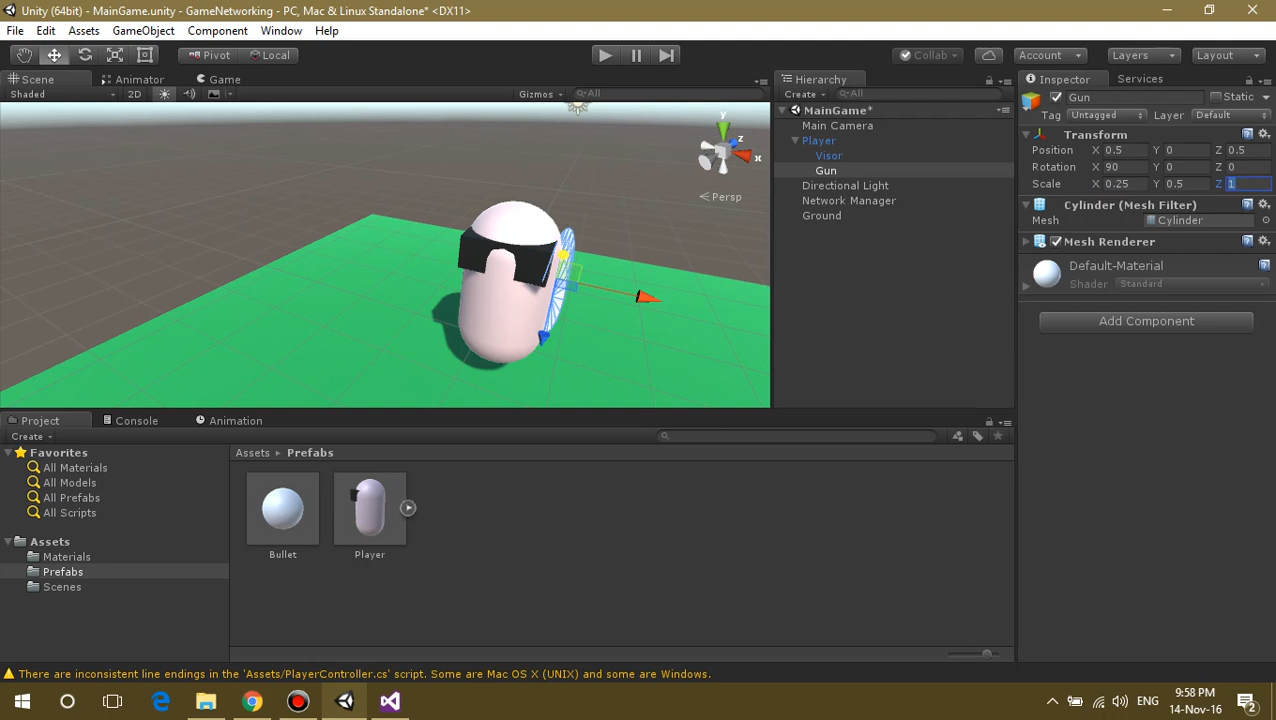 Unity (64bit) - MainGame.unity - GameNetworking - PC, Mac & Linux Standalone* <DX11>
File Edit Assets GameObject Component Window Help
Pivot Local Collab Account Layers Layout
Scene Animator Game
Shaded 2D Gizmos All
y
z
x
Persp
Hierarchy
Create All
MainGame*
Main Camera
Player
Visor
Gun
Directional Light
Network Manager
Ground
Inspector Services
Gun Static
Tag Untagged Layer Default
Transform
Position X 0.5 Y 0 Z 0.5
Rotation X 90 Y 0 Z 0
Scale X 0.25 Y 0.5 Z 1
Cylinder (Mesh Filter)
Mesh Cylinder
Mesh Renderer
Default-Material
Shader Standard
Add Component
Project Console Animation
Create
Favorites
All Materials
All Models
All Prefabs
All Scripts
Assets
Materials
Prefabs
Scenes
Assets Prefabs
Bullet Player
There are inconsistent line endings in the 'Assets/PlayerController.cs' script. Some are Mac OS X (UNIX) and some are Windows.
ENG
9:58 PM
14-Nov-16
2